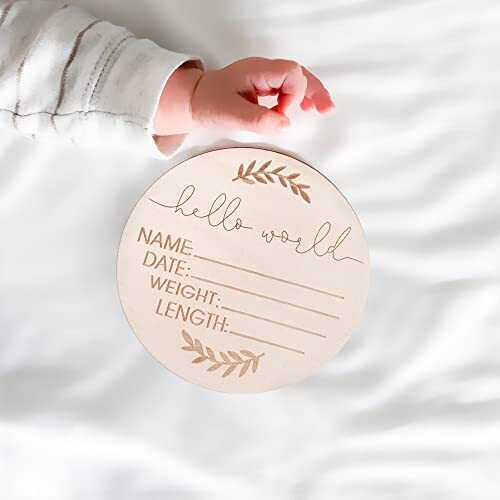 hello world
NAME:
DATE:
WEIGHT:
LENGTH: